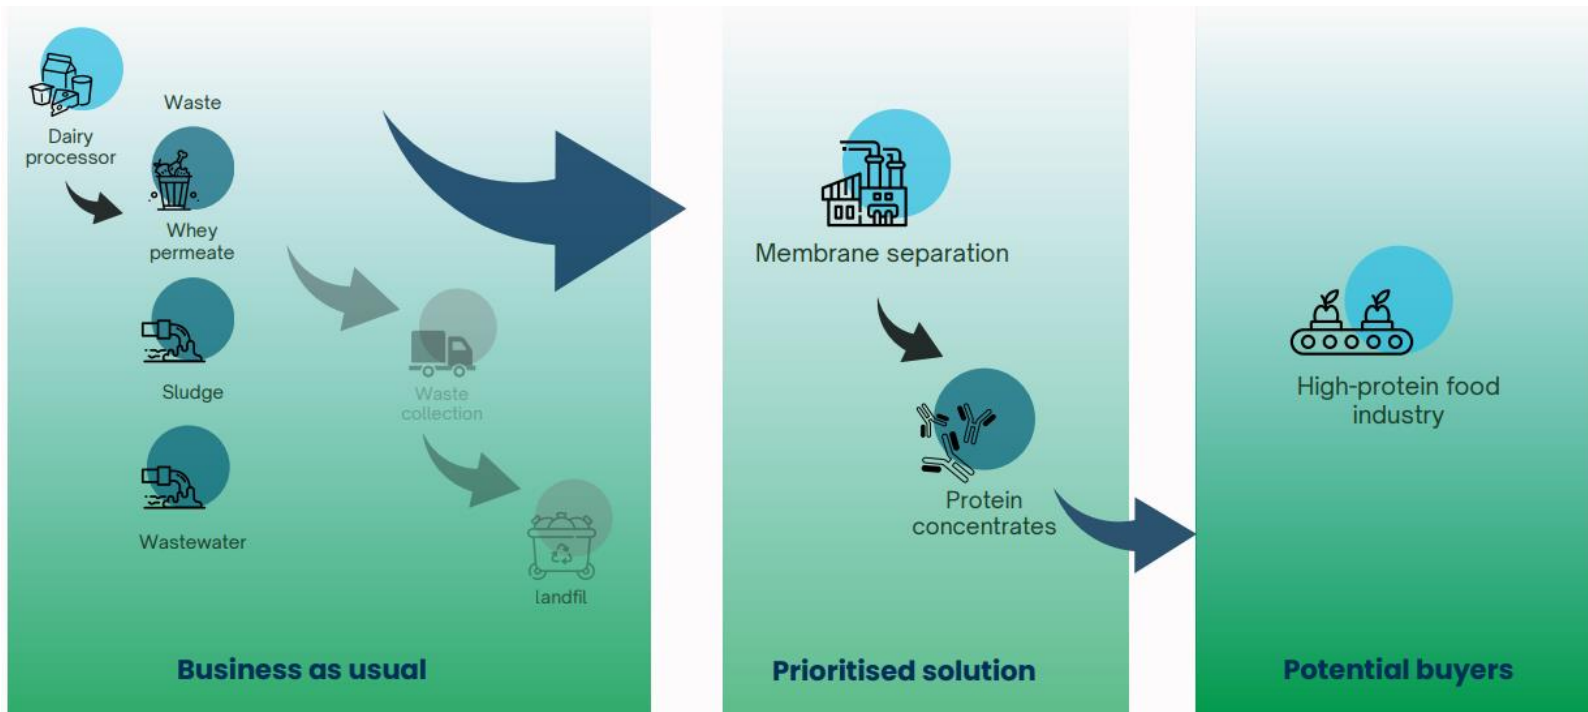 Dairy
processor
Waste
Whey
permeate
Sludge
Wastewater
Waste
collection
landfil
Business as usual
Membrane separation
Protein
concentrates
Prioritised solution
High-protein food
industry
Potential buyers